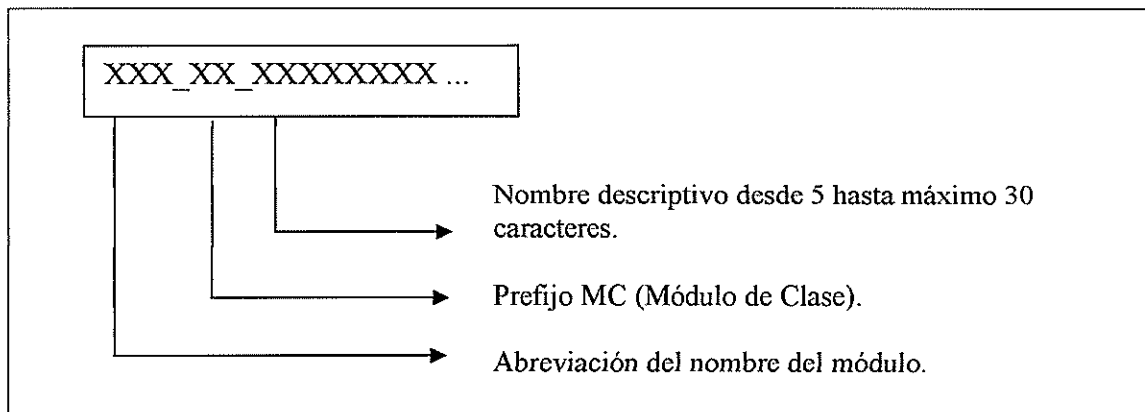 XXX_XX_XXXXXXXX ...
Nombre descriptivo desde 5 hasta máximo 30
caracteres.
Prefijo MC (Módulo de Clase).
Abreviación del nombre del módulo.